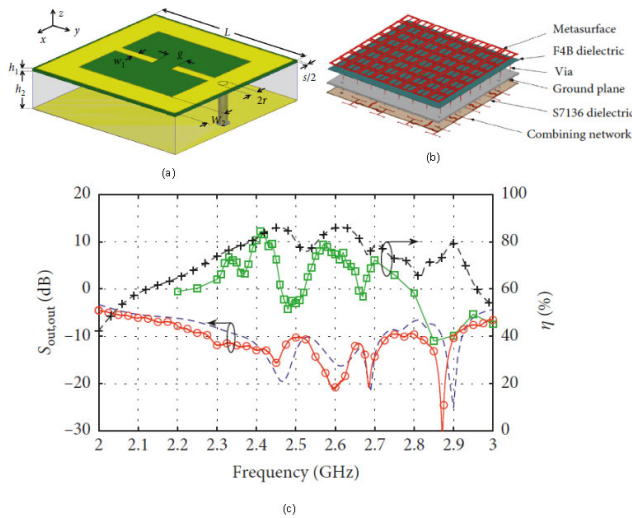 z
x
y
L
w₁
g
h₁
h₂
s/2
2r
W₂
(a)
Metasurface
F4B dielectric
Via
Ground plane
S7136 dielectric
Combining network
(b)
20
10
0
−10
−20
−30
S_out,out (dB)
100
80
60
40
20
0
η (%)
2
2.1
2.2
2.3
2.4
2.5
2.6
2.7
2.8
2.9
3
Frequency (GHz)
(c)